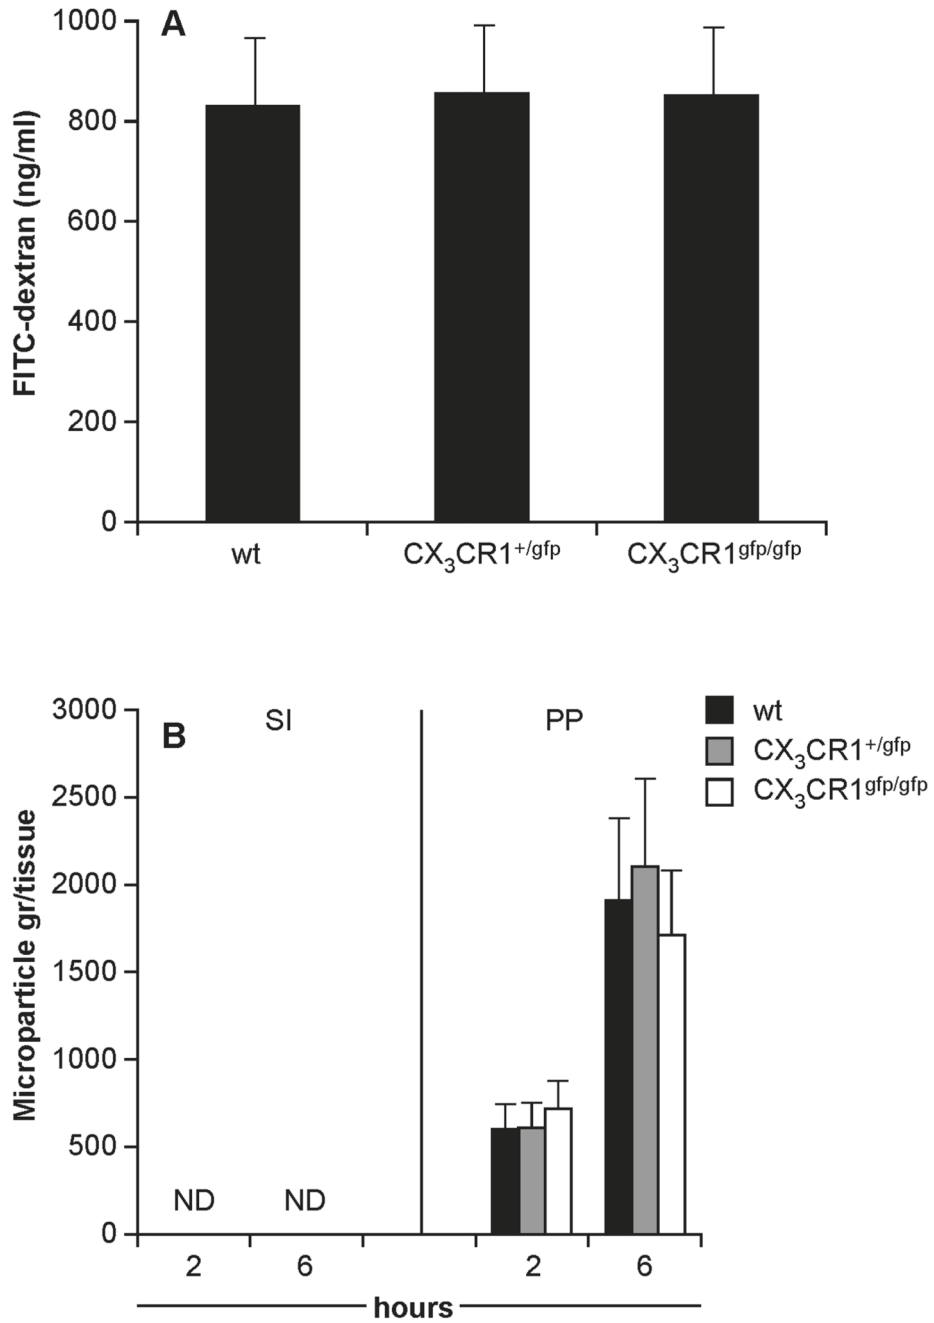 A
1000
800
600
400
200
0
FITC-dextran (ng/ml)
wt
CX₃CR1⁺/ᵍᶠᵖ
CX₃CR1ᵍᶠᵖ/ᵍᶠᵖ
B
SI
PP
wt
CX₃CR1⁺/ᵍᶠᵖ
CX₃CR1ᵍᶠᵖ/ᵍᶠᵖ
3000
2500
2000
1500
1000
500
0
Microparticle gr/tissue
ND
ND
2
6
2
6
hours